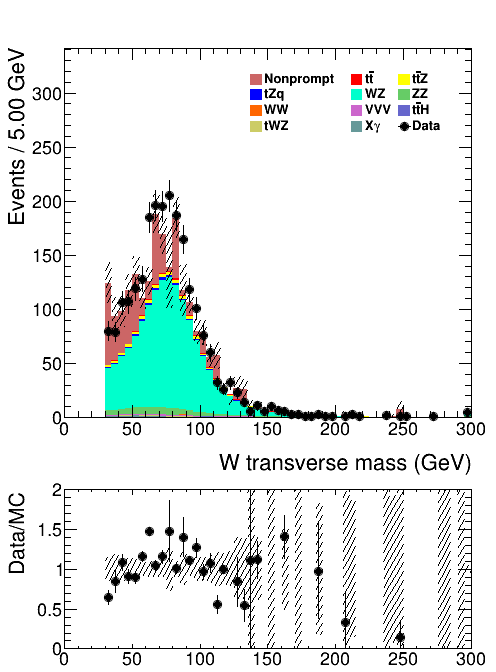 Events / 5.00 GeV
350
300
250
200
150
100
50
0
Nonprompt tt̄ tt̄Z
tZq WZ ZZ
WW VVV tt̄H
tWZ Xγ Data
0 50 100 150 200 250 300
W transverse mass (GeV)
Data/MC
2
1.5
1
0.5
0
0 50 100 150 200 250 300